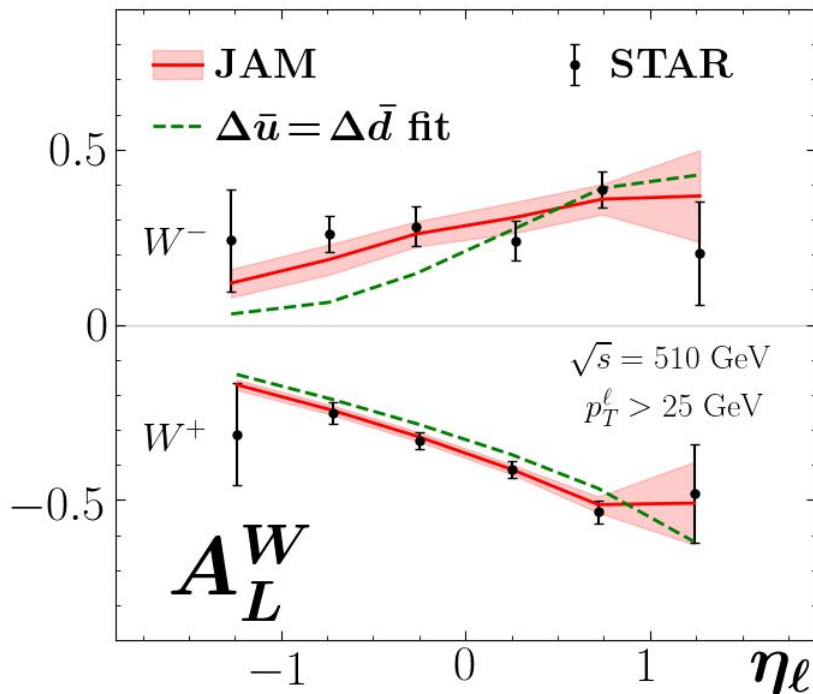 JAM
STAR
Δū = Δd̄ fit
0.5
W⁻
0
√s = 510 GeV
p_T^ℓ > 25 GeV
W⁺
−0.5
A_L^W
−1
0
1
η_ℓ